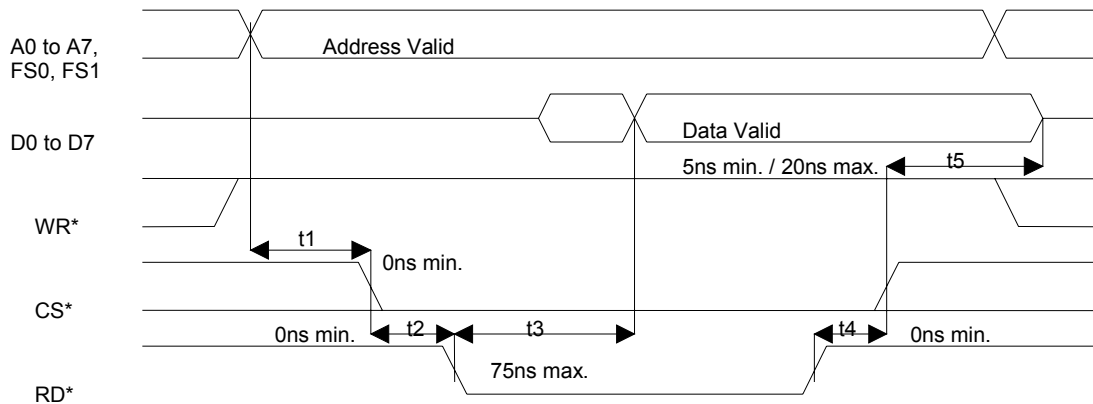 A0 to A7,
FS0, FS1
Address Valid
D0 to D7
Data Valid
5ns min. / 20ns max.
t5
WR*
t1
0ns min.
CS*
0ns min.
t2
t3
t4
0ns min.
75ns max.
RD*